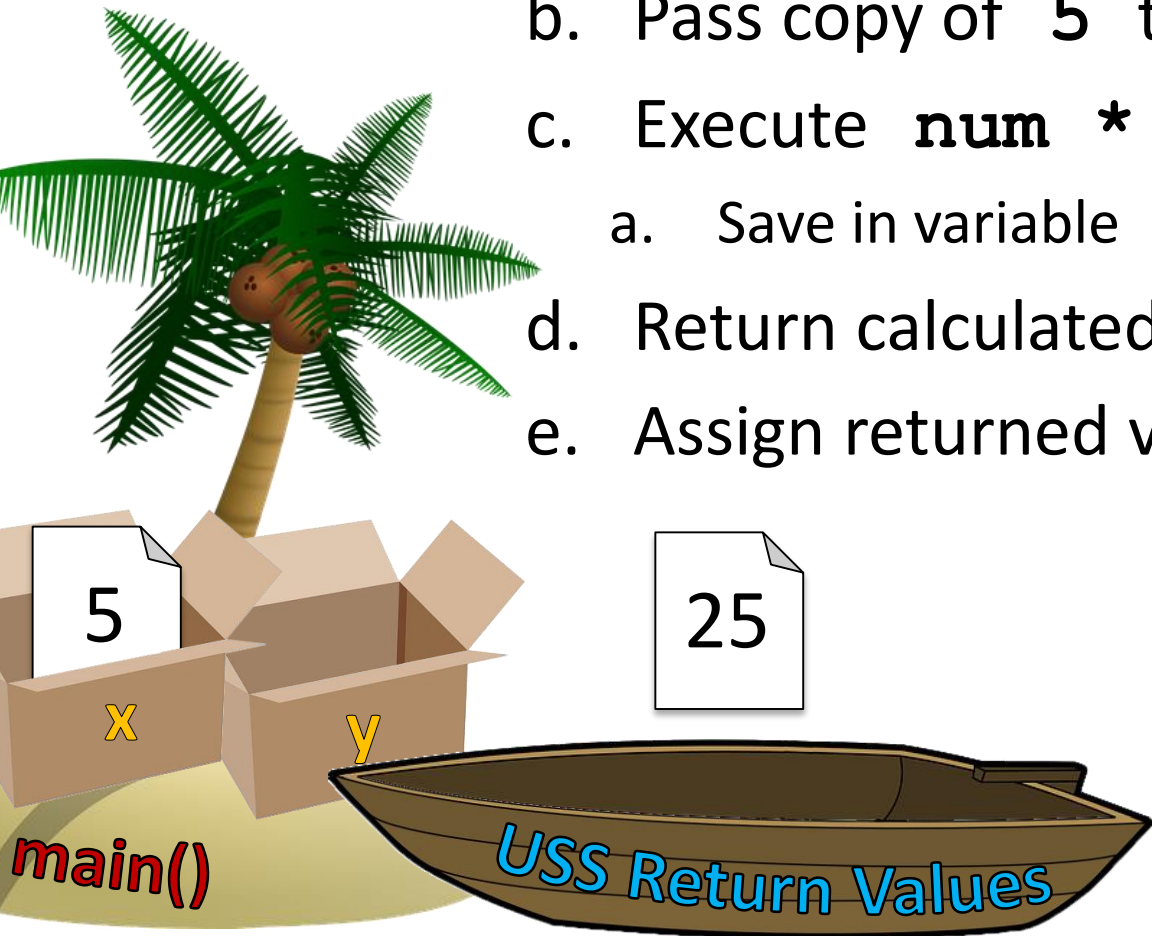 b. Pass copy of 5 t
c. Execute num *
a. Save in variable
d. Return calculated
e. Assign returned v
5
25
x
y
main()
USS Return Values